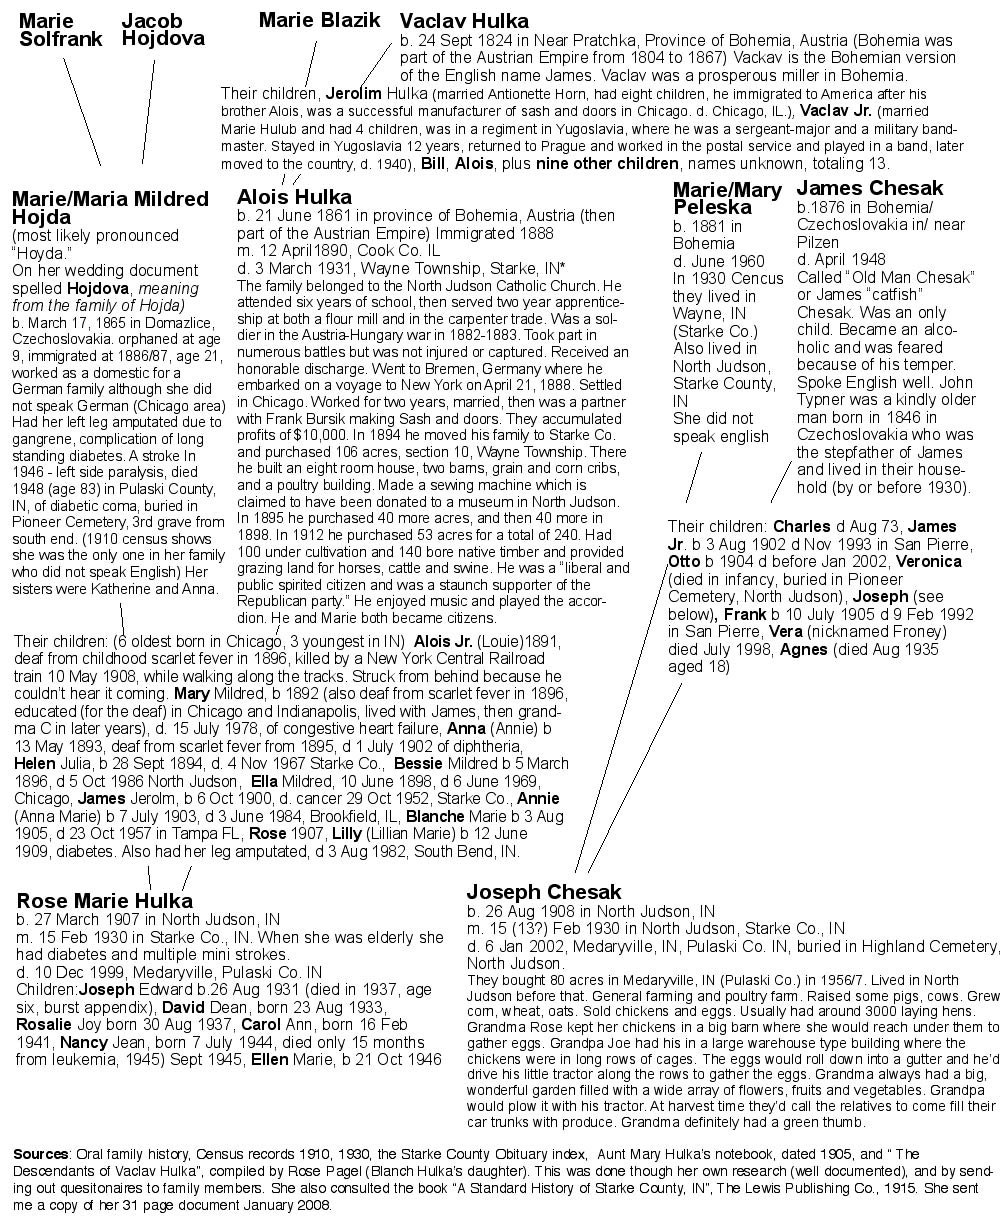 Marie
Solfrank
Jacob
Hojdova
Marie Blazik
Vaclav Hulka
b. 24 Sept 1824 in Near Pratchka, Province of Bohemia, Austria (Bohemia was
part of the Austrian Empire from 1804 to 1867) Vackav is the Bohemian version
of the English name James. Vaclav was a prosperous miller in Bohemia.
Their children, Jerolim Hulka (married Antionette Horn, had eight children, he immigrated to America after his
brother Alois, was a successful manufacturer of sash and doors in Chicago. d. Chicago, IL.), Vaclav Jr. (married
Marie Hulub and had 4 children, was in a regiment in Yugoslavia, where he was a sergeant-major and a military band-
master. Stayed in Yugoslavia 12 years, returned to Prague and worked in the postal service and played in a band, later
moved to the country, d. 1940), Bill, Alois, plus nine other children, names unknown, totaling 13.
Marie/Maria Mildred
Hojda
(most likely pronounced
"Hoyda."
On her wedding document
spelled Hojdova, meaning
from the family of Hojda)
b. March 17, 1865 in Domazlice,
Czechoslovakia. orphaned at age
9, immigrated at 1886/87, age 21,
worked as a domestic for a
German family although she did
not speak German (Chicago area)
Had her left leg amputated due to
gangrene, complication of long
standing diabetes. A stroke In
1946 - left side paralysis, died
1948 (age 83) in Pulaski County,
IN, of diabetic coma, buried in
Pioneer Cemetery, 3rd grave from
south end. (1910 census shows
she was the only one in her family
who did not speak English) Her
sisters were Katherine and Anna.
Alois Hulka
b. 21 June 1861 in province of Bohemia, Austria (then
part of the Austrian Empire) Immigrated 1888
m. 12 April1890, Cook Co. IL
d. 3 March 1931, Wayne Township, Starke, IN*
The family belonged to the North Judson Catholic Church. He
attended six years of school, then served two year apprentice-
ship at both a flour mill and in the carpenter trade. Was a sol-
dier in the Austria-Hungary war in 1882-1883. Took part in
numerous battles but was not injured or captured. Received an
honorable discharge. Went to Bremen, Germany where he
embarked on a voyage to New York on April 21, 1888. Settled
in Chicago. Worked for two years, married, then was a partner
with Frank Bursik making Sash and doors. They accumulated
profits of $10,000. In 1894 he moved his family to Starke Co.
and purchased 106 acres, section 10, Wayne Township. There
he built an eight room house, two barns, grain and corn cribs,
and a poultry building. Made a sewing machine which is
claimed to have been donated to a museum in North Judson.
In 1895 he purchased 40 more acres, and then 40 more in
1898. In 1912 he purchased 53 acres for a total of 240. Had
100 under cultivation and 140 bore native timber and provided
grazing land for horses, cattle and swine. He was a "liberal and
public spirited citizen and was a staunch supporter of the
Republican party." He enjoyed music and played the accor-
dion. He and Marie both became citizens.
Marie/Mary
Peleska
b. 1881 in
Bohemia
d. June 1960
In 1930 Cencus
they lived in
Wayne, IN
(Starke Co.)
Also lived in
North Judson,
Starke County,
IN
She did not
speak english
James Chesak
b.1876 in Bohemia/
Czechoslovakia in/ near
Pilzen
d. April 1948
Called "Old Man Chesak"
or James "catfish"
Chesak. Was an only
child. Became an alco-
holic and was feared
because of his temper.
Spoke English well. John
Typner was a kindly older
man born in 1846 in
Czechoslovakia who was
the stepfather of James
and lived in their house-
hold (by or before 1930).
Their children: Charles d Aug 73, James
Jr. b 3 Aug 1902 d Nov 1993 in San Pierre,
Otto b 1904 d before Jan 2002, Veronica
(died in infancy, buried in Pioneer
Cemetery, North Judson), Joseph (see
below), Frank b 10 July 1905 d 9 Feb 1992
in San Pierre, Vera (nicknamed Froney)
died July 1998, Agnes (died Aug 1935
aged 18)
Their children: (6 oldest born in Chicago, 3 youngest in IN) Alois Jr. (Louie)1891,
deaf from childhood scarlet fever in 1896, killed by a New York Central Railroad
train 10 May 1908, while walking along the tracks. Struck from behind because he
couldn't hear it coming. Mary Mildred, b 1892 (also deaf from scarlet fever in 1896,
educated (for the deaf) in Chicago and Indianapolis, lived with James, then grand-
ma C in later years), d. 15 July 1978, of congestive heart failure, Anna (Annie) b
13 May 1893, deaf from scarlet fever from 1895, d 1 July 1902 of diphtheria,
Helen Julia, b 28 Sept 1894, d. 4 Nov 1967 Starke Co., Bessie Mildred b 5 March
1896, d 5 Oct 1986 North Judson, Ella Mildred, 10 June 1898, d 6 June 1969,
Chicago, James Jerolm, b 6 Oct 1900, d. cancer 29 Oct 1952, Starke Co., Annie
(Anna Marie) b 7 July 1903, d 3 June 1984, Brookfield, IL, Blanche Marie b 3 Aug
1905, d 23 Oct 1957 in Tampa FL, Rose 1907, Lilly (Lillian Marie) b 12 June
1909, diabetes. Also had her leg amputated, d 3 Aug 1982, South Bend, IN.
Rose Marie Hulka
b. 27 March 1907 in North Judson, IN
m. 15 Feb 1930 in Starke Co., IN. When she was elderly she
had diabetes and multiple mini strokes.
d. 10 Dec 1999, Medaryville, Pulaski Co. IN
Children:Joseph Edward b.26 Aug 1931 (died in 1937, age
six, burst appendix), David Dean, born 23 Aug 1933,
Rosalie Joy born 30 Aug 1937, Carol Ann, born 16 Feb
1941, Nancy Jean, born 7 July 1944, died only 15 months
from leukemia, 1945) Sept 1945, Ellen Marie, b 21 Oct 1946
Joseph Chesak
b. 26 Aug 1908 in North Judson, IN
m. 15 (13?) Feb 1930 in North Judson, Starke Co., IN
d. 6 Jan 2002, Medaryville, IN, Pulaski Co. IN, buried in Highland Cemetery,
North Judson.
They bought 80 acres in Medaryville, IN (Pulaski Co.) in 1956/7. Lived in North
Judson before that. General farming and poultry farm. Raised some pigs, cows. Grew
corn, wheat, oats. Sold chickens and eggs. Usually had around 3000 laying hens.
Grandma Rose kept her chickens in a big barn where she would reach under them to
gather eggs. Grandpa Joe had his in a large warehouse type building where the
chickens were in long rows of cages. The eggs would roll down into a gutter and he'd
drive his little tractor along the rows to gather the eggs. Grandma always had a big,
wonderful garden filled with a wide array of flowers, fruits and vegetables. Grandpa
would plow it with his tractor. At harvest time they'd call the relatives to come fill their
car trunks with produce. Grandma definitely had a green thumb.
Sources: Oral family history, Census records 1910, 1930, the Starke County Obituary index, Aunt Mary Hulka's notebook, dated 1905, and " The
Descendants of Vaclav Hulka", compiled by Rose Pagel (Blanch Hulka's daughter). This was done though her own research (well documented), and by send-
ing out quesitonaires to family members. She also consulted the book "A Standard History of Starke County, IN", The Lewis Publishing Co., 1915. She sent
me a copy of her 31 page document January 2008.